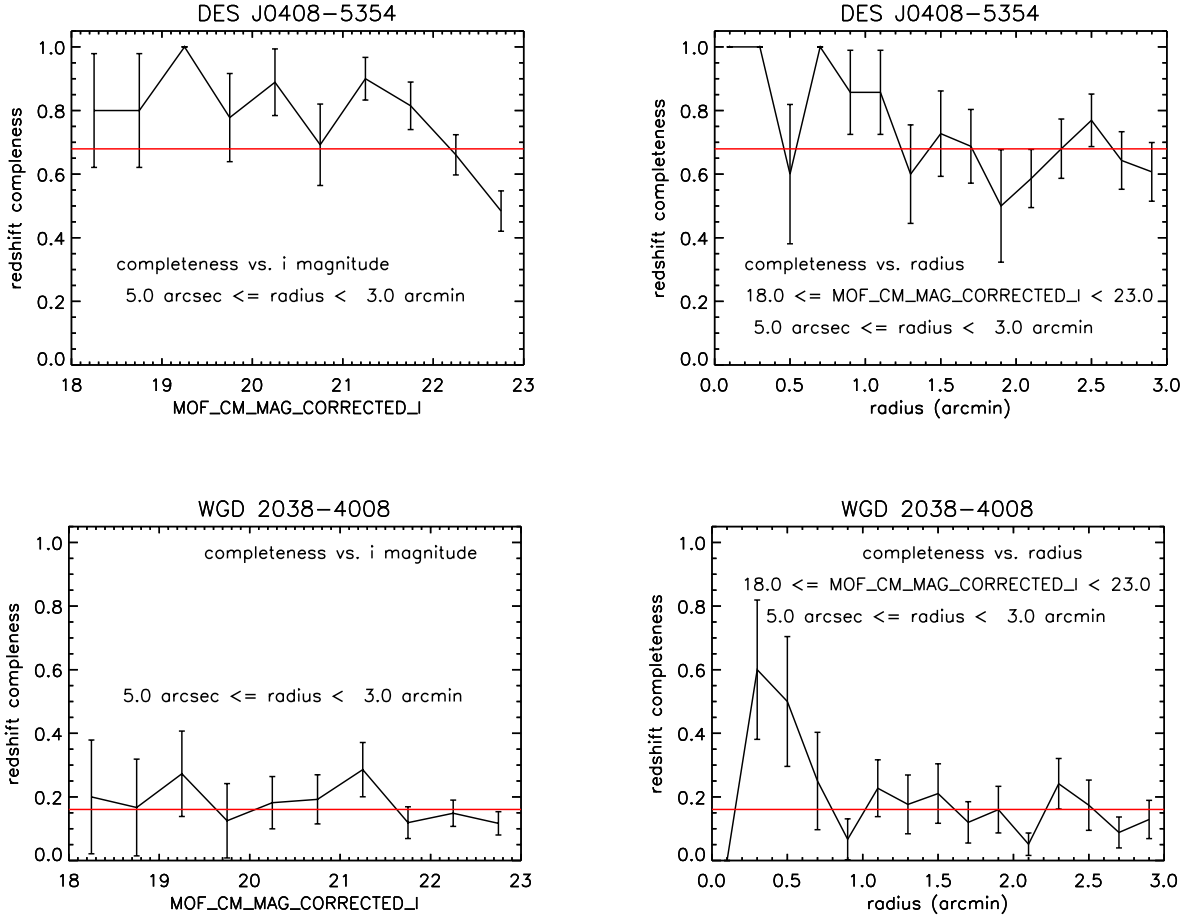 DES J0408−5354
1.0
0.8
0.6
0.4
0.2
0.0
redshift compleness
completeness vs. i magnitude
5.0 arcsec <= radius < 3.0 arcmin
18 19 20 21 22 23
MOF_CM_MAG_CORRECTED_I
DES J0408−5354
1.0
0.8
0.6
0.4
0.2
0.0
redshift completeness
completeness vs. radius
18.0 <= MOF_CM_MAG_CORRECTED_I < 23.0
5.0 arcsec <= radius < 3.0 arcmin
0.0 0.5 1.0 1.5 2.0 2.5 3.0
radius (arcmin)
WGD 2038−4008
1.0
0.8
0.6
0.4
0.2
0.0
redshift compleness
completeness vs. i magnitude
5.0 arcsec <= radius < 3.0 arcmin
18 19 20 21 22 23
MOF_CM_MAG_CORRECTED_I
WGD 2038−4008
1.0
0.8
0.6
0.4
0.2
0.0
redshift completeness
completeness vs. radius
18.0 <= MOF_CM_MAG_CORRECTED_I < 23.0
5.0 arcsec <= radius < 3.0 arcmin
0.0 0.5 1.0 1.5 2.0 2.5 3.0
radius (arcmin)